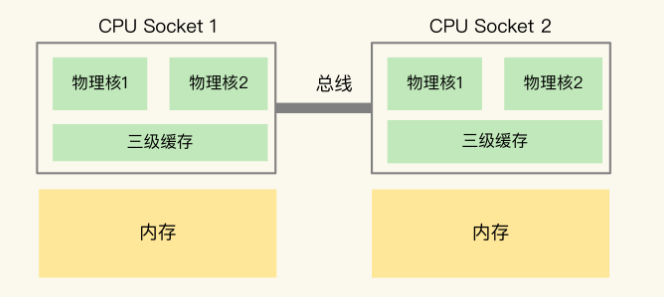 CPU Socket 1
CPU Socket 2
物理核1
物理核2
总线
物理核1
物理核2
三级缓存
三级缓存
内存
内存